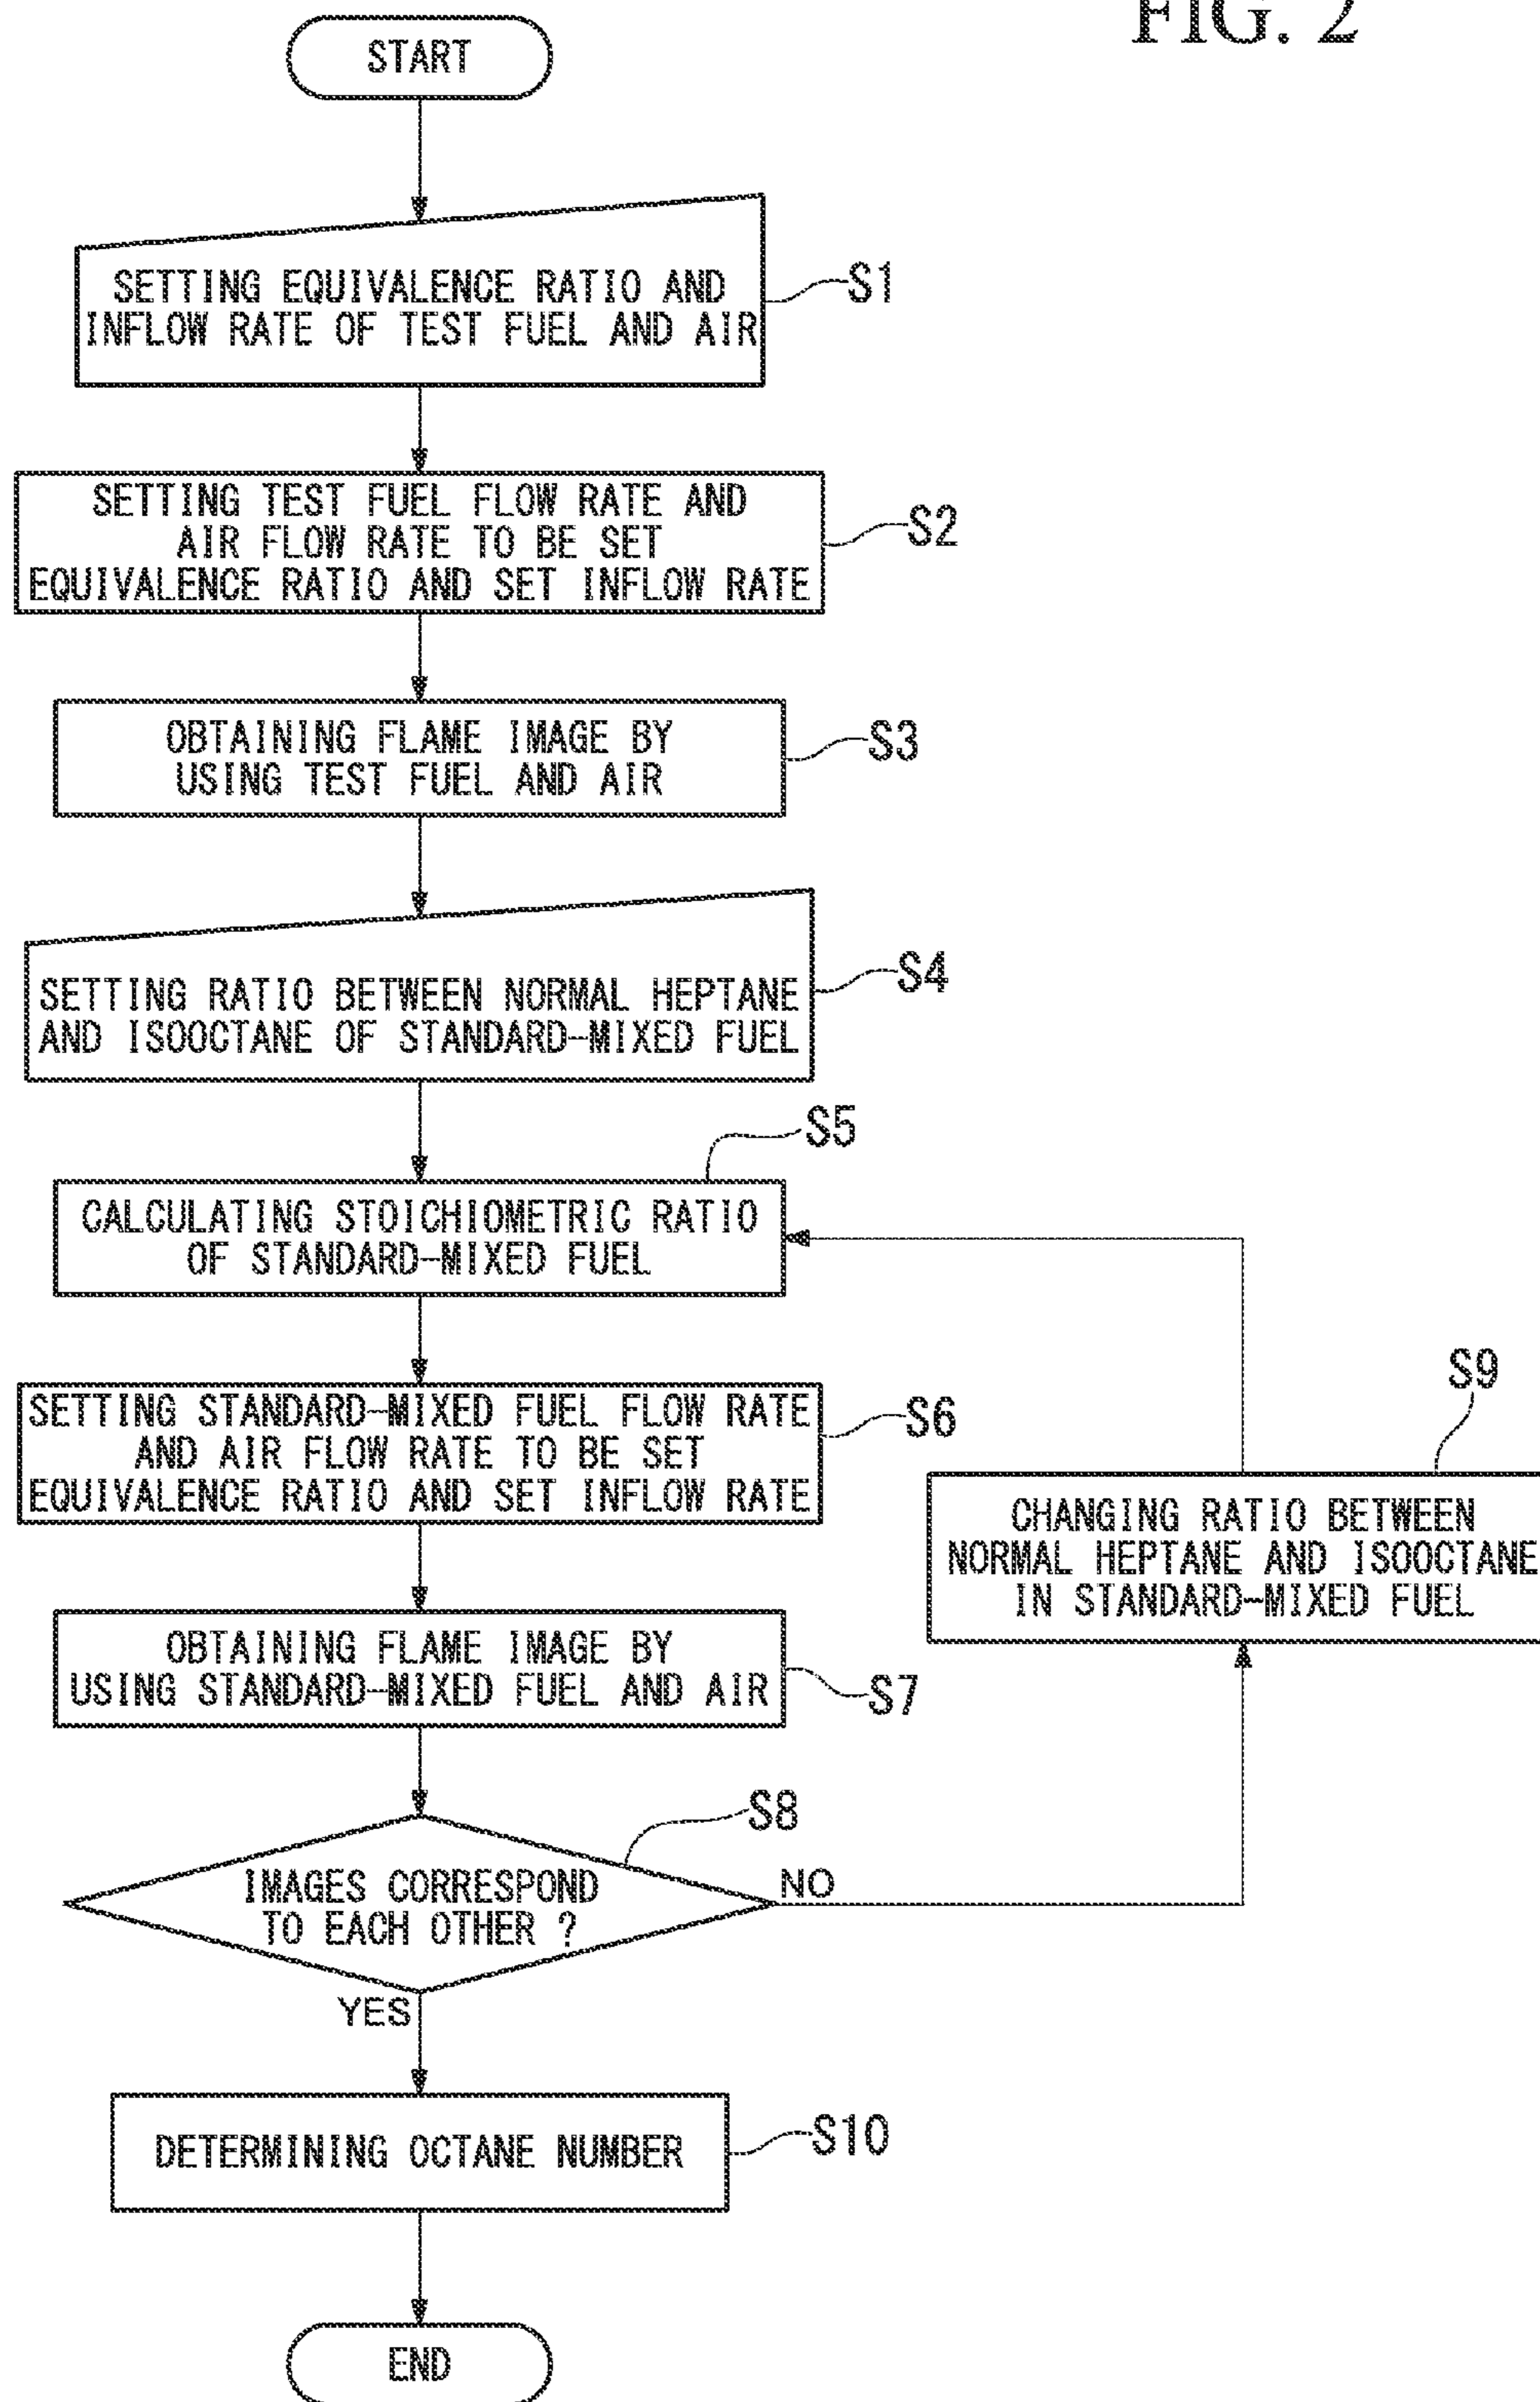 FIG. 2
START
SETTING EQUIVALENCE RATIO AND
INFLOW RATE OF TEST FUEL AND AIR
S1
SETTING TEST FUEL FLOW RATE AND
AIR FLOW RATE TO BE SET
EQUIVALENCE RATIO AND SET INFLOW RATE
S2
OBTAINING FLAME IMAGE BY
USING TEST FUEL AND AIR
S3
SETTING RATIO BETWEEN NORMAL HEPTANE
AND ISOOCTANE OF STANDARD-MIXED FUEL
S4
S5
CALCULATING STOICHIOMETRIC RATIO
OF STANDARD-MIXED FUEL
SETTING STANDARD-MIXED FUEL FLOW RATE
AND AIR FLOW RATE TO BE SET
EQUIVALENCE RATIO AND SET INFLOW RATE
S6
S9
CHANGING RATIO BETWEEN
NORMAL HEPTANE AND ISOOCTANE
IN STANDARD-MIXED FUEL
OBTAINING FLAME IMAGE BY
USING STANDARD-MIXED FUEL AND AIR
S7
S8
IMAGES CORRESPOND
TO EACH OTHER ?
NO
YES
DETERMINING OCTANE NUMBER
S10
END